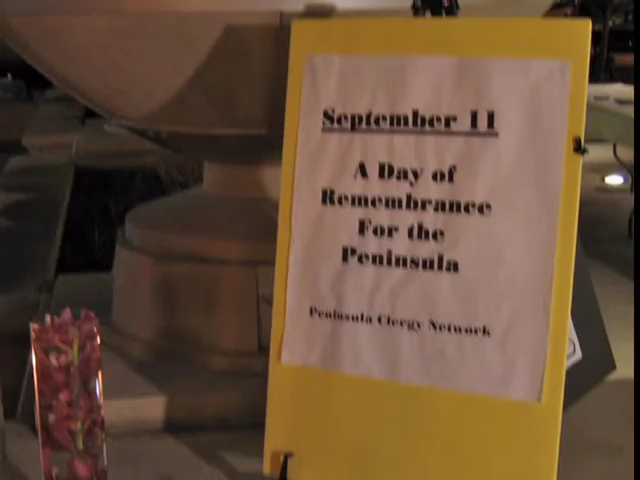 September 11
A Day of
Remembrance
For the
Peninsula
Peninsula Clergy Network